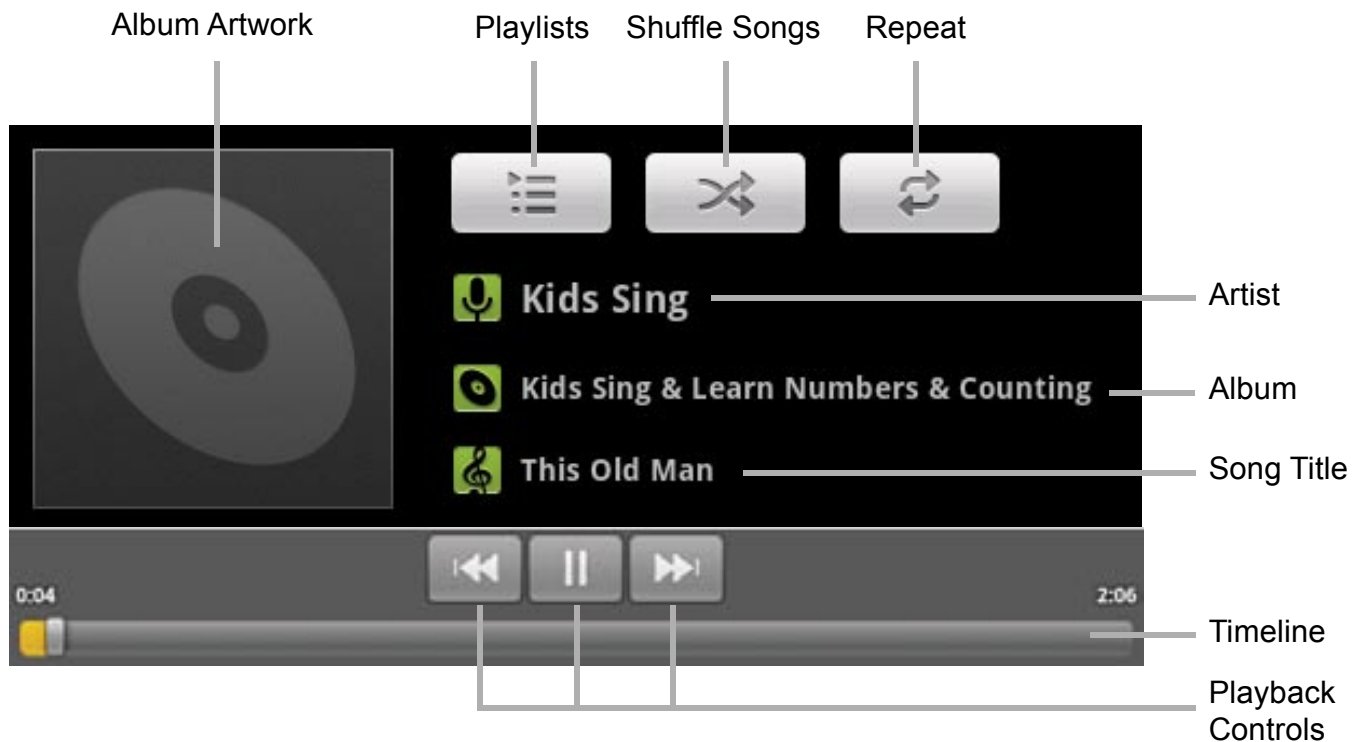 Album Artwork
Playlists
Shuffle Songs
Repeat
Kids Sing
Artist
Kids Sing & Learn Numbers & Counting
Album
This Old Man
Song Title
0:04
2:06
Timeline
Playback
Controls